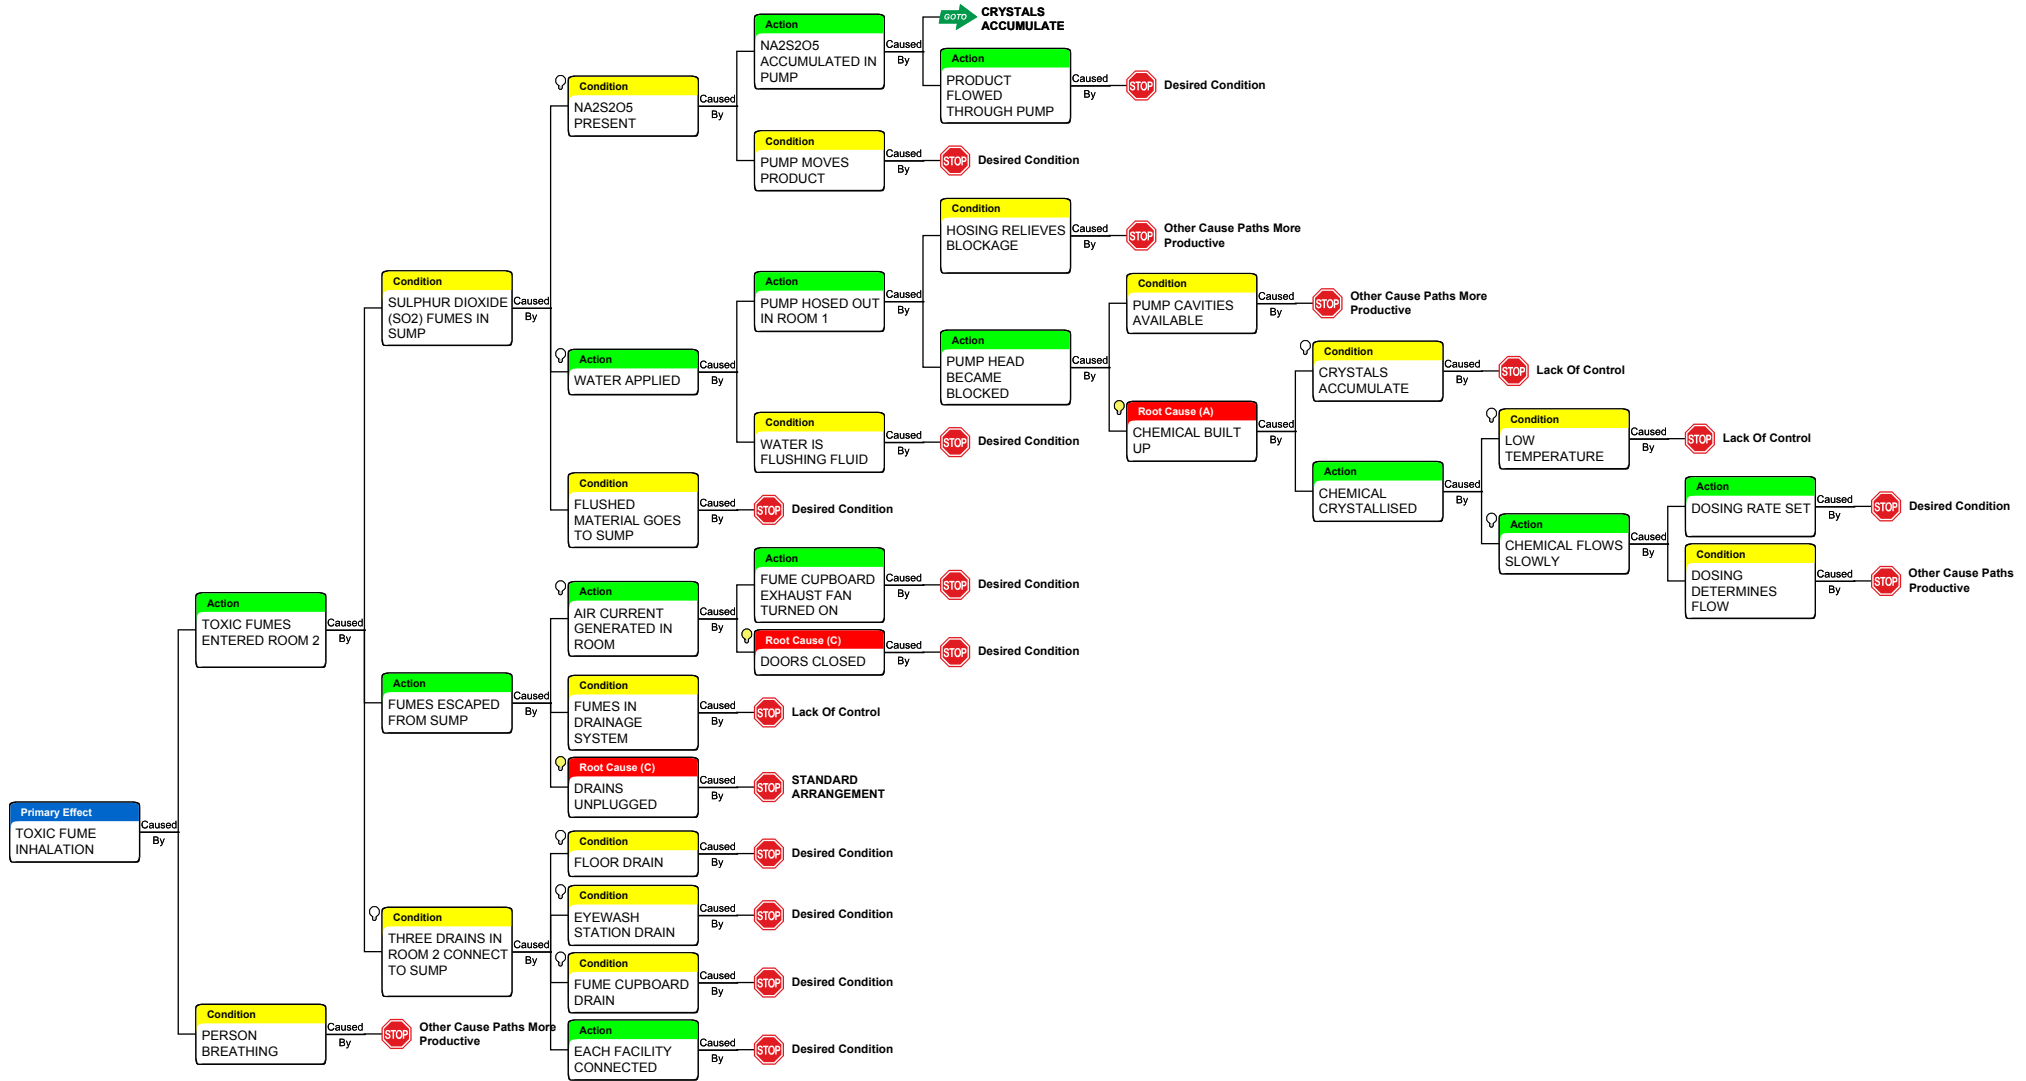 Primary Effect
TOXIC FUME
INHALATION
Caused
By
Action
TOXIC FUMES
ENTERED ROOM 2
Caused
By
Condition
SULPHUR DIOXIDE
(SO2) FUMES IN
SUMP
Caused
By
Condition
NA2S2O5
PRESENT
Caused
By
Action
NA2S2O5
ACCUMULATED IN
PUMP
Caused
By
GOTO
CRYSTALS
ACCUMULATE
Action
PRODUCT
FLOWED
THROUGH PUMP
Caused
By
STOP
Desired Condition
Condition
PUMP MOVES
PRODUCT
Caused
By
STOP
Desired Condition
Action
WATER APPLIED
Caused
By
Action
PUMP HOSED OUT
IN ROOM 1
Caused
By
Condition
HOSING RELIEVES
BLOCKAGE
Caused
By
STOP
Other Cause Paths More
Productive
Action
PUMP HEAD
BECAME
BLOCKED
Caused
By
Condition
PUMP CAVITIES
AVAILABLE
Caused
By
STOP
Other Cause Paths More
Productive
Root Cause (A)
CHEMICAL BUILT
UP
Caused
By
Condition
CRYSTALS
ACCUMULATE
Caused
By
STOP
Lack Of Control
Action
CHEMICAL
CRYSTALLISED
Caused
By
Condition
LOW
TEMPERATURE
Caused
By
STOP
Lack Of Control
Action
CHEMICAL FLOWS
SLOWLY
Caused
By
Action
DOSING RATE SET
Caused
By
STOP
Desired Condition
Condition
DOSING
DETERMINES
FLOW
Caused
By
STOP
Other Cause Paths More
Productive
Condition
WATER IS
FLUSHING FLUID
Caused
By
STOP
Desired Condition
Condition
FLUSHED
MATERIAL GOES
TO SUMP
Caused
By
STOP
Desired Condition
Action
FUMES ESCAPED
FROM SUMP
Caused
By
Action
AIR CURRENT
GENERATED IN
ROOM
Caused
By
Action
FUME CUPBOARD
EXHAUST FAN
TURNED ON
Caused
By
STOP
Desired Condition
Root Cause (C)
DOORS CLOSED
Caused
By
STOP
Desired Condition
Condition
FUMES IN
DRAINAGE
SYSTEM
Caused
By
STOP
Lack Of Control
Root Cause (C)
DRAINS
UNPLUGGED
Caused
By
STOP
STANDARD
ARRANGEMENT
Condition
THREE DRAINS IN
ROOM 2 CONNECT
TO SUMP
Caused
By
Condition
FLOOR DRAIN
Caused
By
STOP
Desired Condition
Condition
EYEWASH
STATION DRAIN
Caused
By
STOP
Desired Condition
Condition
FUME CUPBOARD
DRAIN
Caused
By
STOP
Desired Condition
Action
EACH FACILITY
CONNECTED
Caused
By
STOP
Desired Condition
Condition
PERSON
BREATHING
Caused
By
STOP
Other Cause Paths More
Productive